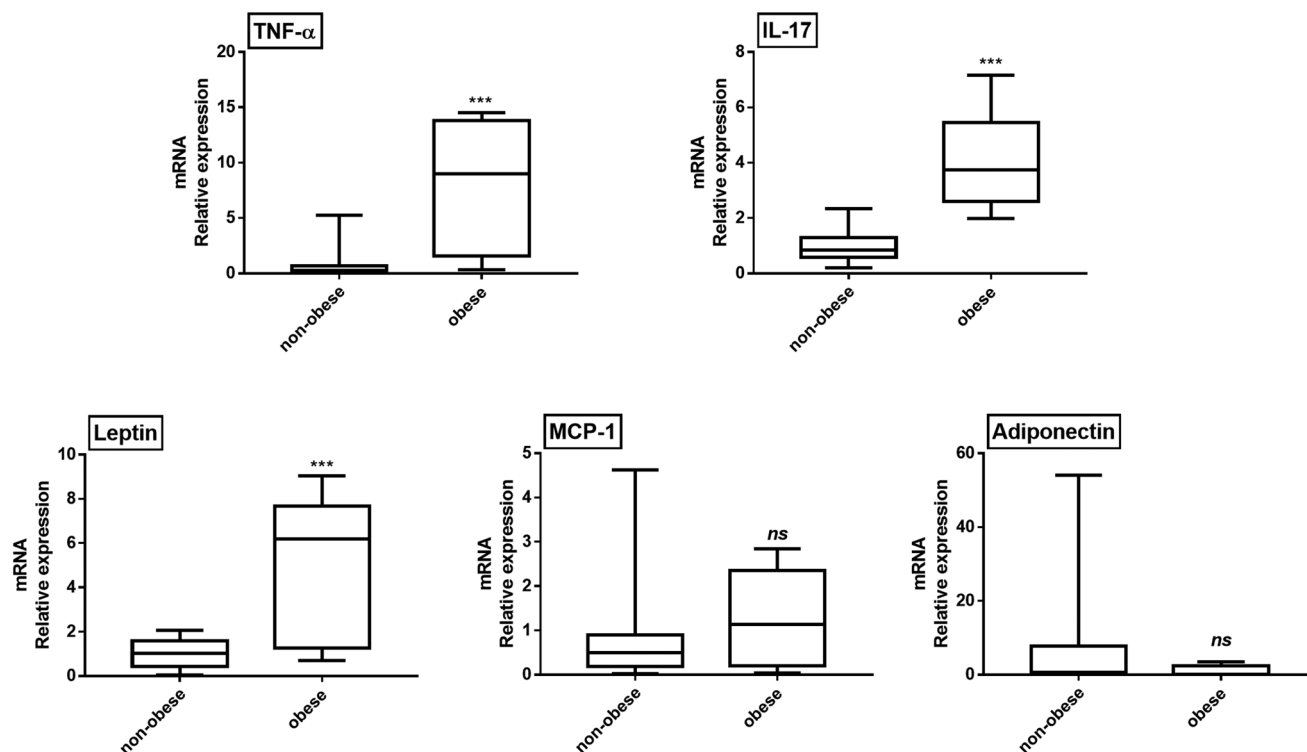 TNF-α
mRNA
Relative expression
20
15
10
5
0
***
non-obese
obese
IL-17
mRNA
Relative expression
8
6
4
2
0
***
non-obese
obese
Leptin
mRNA
Relative expression
10
8
6
4
2
0
***
non-obese
obese
MCP-1
mRNA
Relative expression
5
4
3
2
1
0
ns
non-obese
obese
Adiponectin
mRNA
Relative expression
60
40
20
0
ns
non-obese
obese